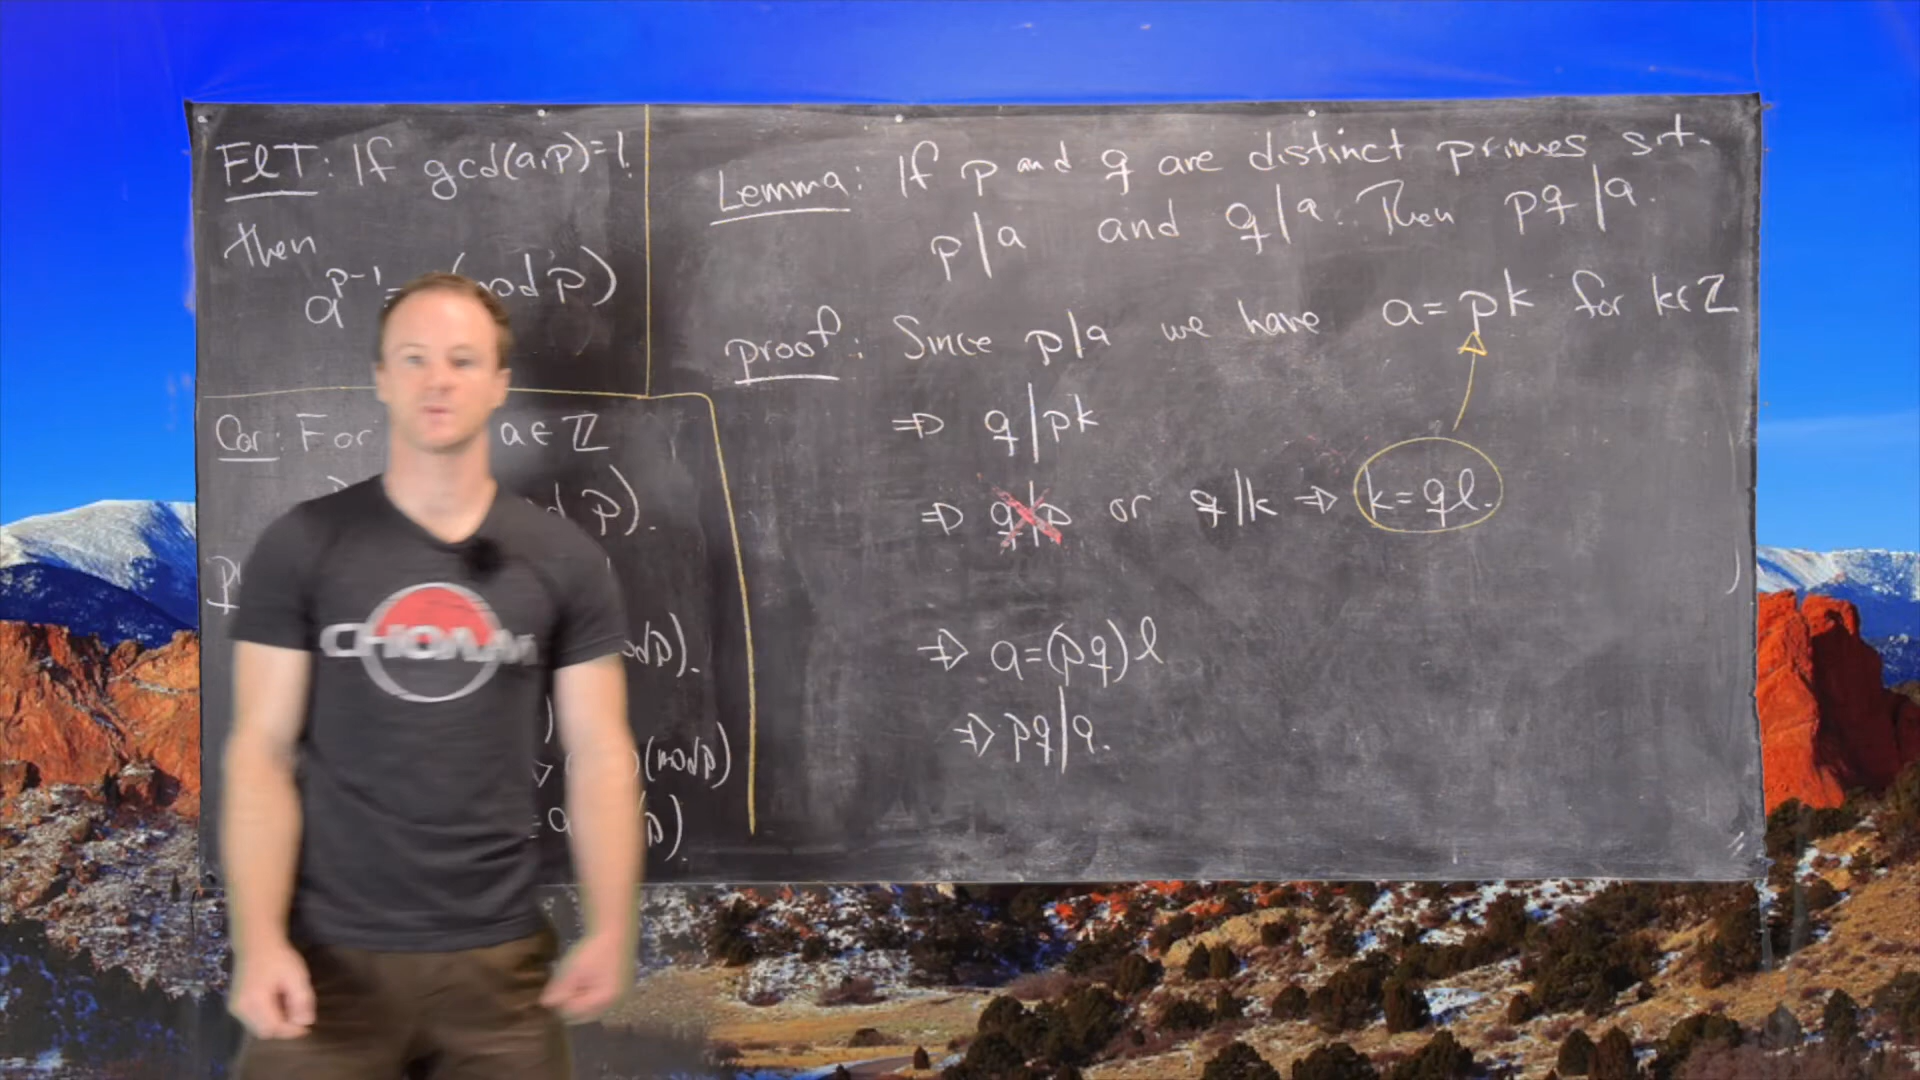 FlT: If gcd(a,p)=1
then
a^{p-1} (mod p)
Cor: For a∈ℤ
p).
(mod p).
(mod p)
a p).
CHIOMA
Lemma: If p and q are distinct primes s.t.
p|a and q|a. Then pq|a.
proof: Since p|a we have a=pk for k∈ℤ
⇒ q|pk
⇒ q|p or q|k ⇒ k=ql.
⇒ a=(pq)l
⇒ pq|a.